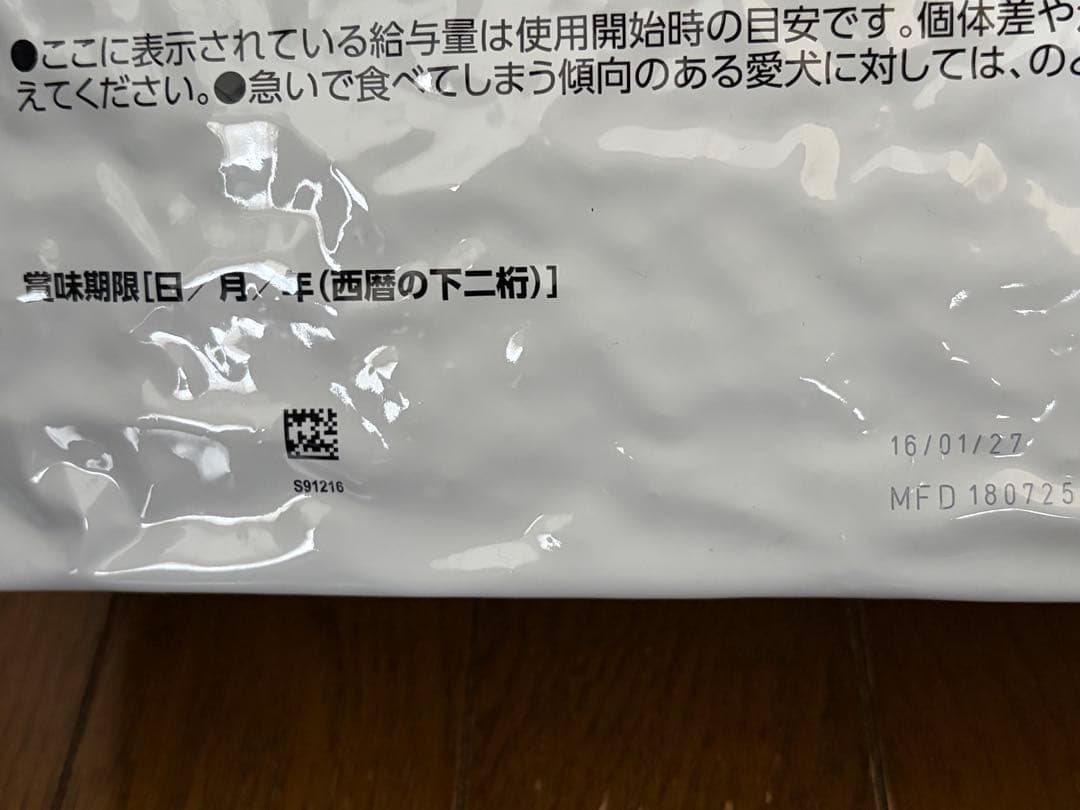 ●ここに表示されている給与量は使用開始時の目安です。個体差や
えてください。●急いで食べてしまう傾向のある愛犬に対しては、のど
賞味期限[日／月／年(西暦の下二桁)]
S91216
16/01/27
MFD 180725